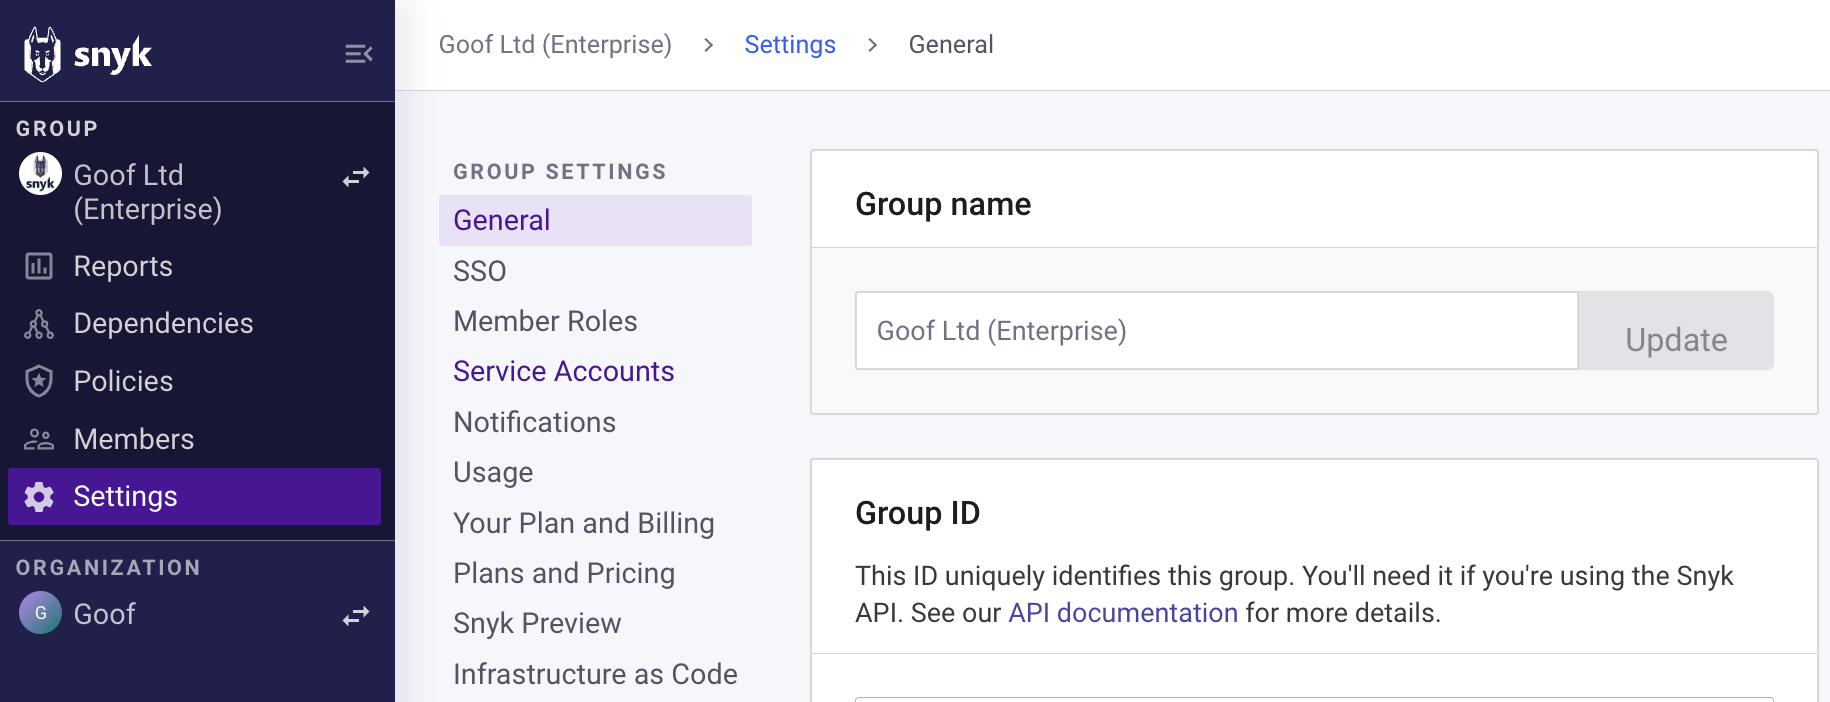 snyk
GROUP
snyk
Goof Ltd
(Enterprise)
Reports
Dependencies
Policies
Members
Settings
ORGANIZATION
G
Goof
Goof Ltd (Enterprise) > Settings > General
GROUP SETTINGS
General
SSO
Member Roles
Service Accounts
Notifications
Usage
Your Plan and Billing
Plans and Pricing
Snyk Preview
Infrastructure as Code
Group name
Goof Ltd (Enterprise)
Update
Group ID
This ID uniquely identifies this group. You'll need it if you're using the Snyk
API. See our API documentation for more details.